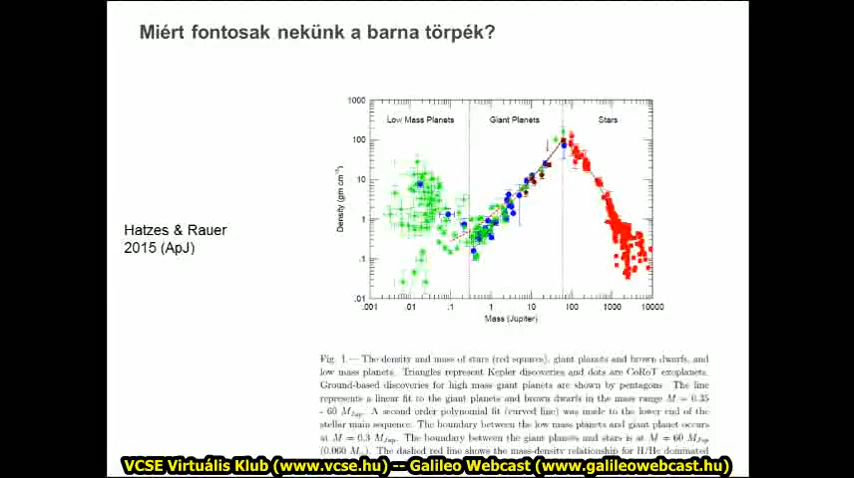 Miért fontosak nekünk a barna törpék?
1000
100
10
1
.1
.01
Density (gm cm⁻³)
Low Mass Planets
Giant Planets
Stars
.001
.01
.1
1
10
100
1000
10000
Mass (Jupiter)
Hatzes & Rauer
2015 (ApJ)
Fig. 1.— The density and mass of stars (red squares), giant planets and brown dwarfs, and
low mass planets. Triangles represent Kepler discoveries and dots are CoRoT exoplanets.
Ground-based discoveries for high mass giant planets are shown by pentagons. The line
represents a linear fit to the giant planets and brown dwarfs in the mass range M = 0.35
- 60 MJup. A second order polynomial fit (curved line) was made to the lower end of the
stellar main sequence. The boundary between the low mass planets and giant planet occurs
at M = 0.3 MJup. The boundary between the giant planets and stars is at M = 60 MJup
(0.060 M☉). The dashed red line shows the mass-density relationship for H/He dominated
VCSE Virtuális Klub (www.vcse.hu) -- Galileo Webcast (www.galileowebcast.hu)